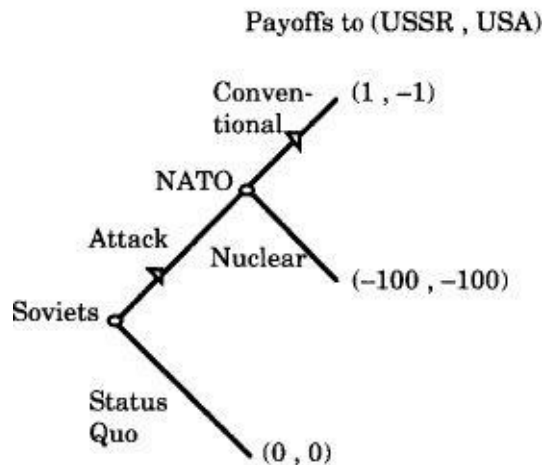 Payoffs to (USSR , USA)
Conven-
tional
(1 , –1)
NATO
Attack
Nuclear
(–100 , –100)
Soviets
Status
Quo
(0 , 0)